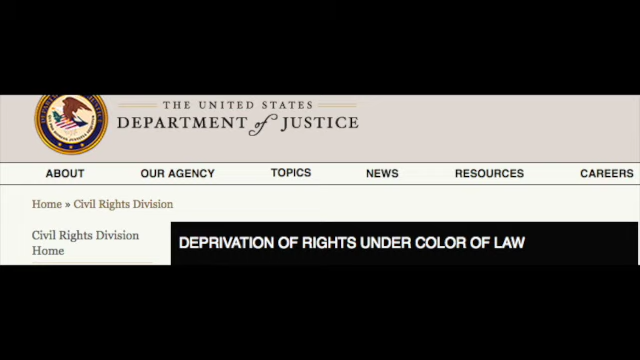 THE UNITED STATES
DEPARTMENT of JUSTICE
ABOUT OUR AGENCY TOPICS NEWS RESOURCES CAREERS
Home » Civil Rights Division
Civil Rights Division
Home
DEPRIVATION OF RIGHTS UNDER COLOR OF LAW